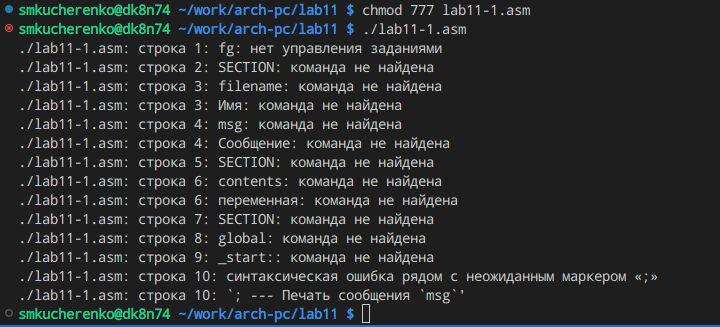 smkucherenko@dk8n74 ~/work/arch-pc/lab11 $ chmod 777 lab11-1.asm
smkucherenko@dk8n74 ~/work/arch-pc/lab11 $ ./lab11-1.asm
./lab11-1.asm: строка 1: fg: нет управления заданиями
./lab11-1.asm: строка 2: SECTION: команда не найдена
./lab11-1.asm: строка 3: filename: команда не найдена
./lab11-1.asm: строка 3: Имя: команда не найдена
./lab11-1.asm: строка 4: msg: команда не найдена
./lab11-1.asm: строка 4: Сообщение: команда не найдена
./lab11-1.asm: строка 5: SECTION: команда не найдена
./lab11-1.asm: строка 6: contents: команда не найдена
./lab11-1.asm: строка 6: переменная: команда не найдена
./lab11-1.asm: строка 7: SECTION: команда не найдена
./lab11-1.asm: строка 8: global: команда не найдена
./lab11-1.asm: строка 9: _start:: команда не найдена
./lab11-1.asm: строка 10: синтаксическая ошибка рядом с неожиданным маркером «;»
./lab11-1.asm: строка 10: `; --- Печать сообщения `msg`'
smkucherenko@dk8n74 ~/work/arch-pc/lab11 $